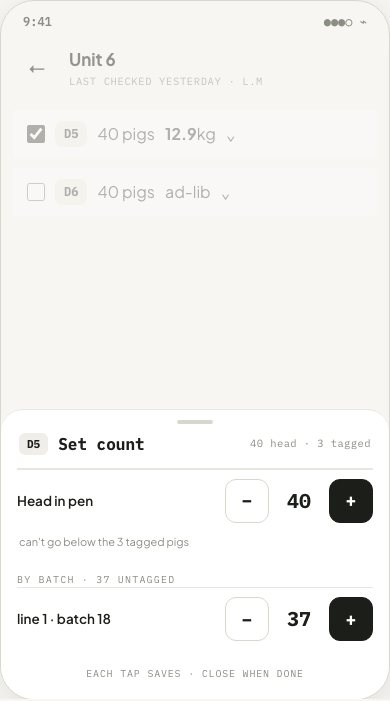 9:41
←
Unit 6
LAST CHECKED YESTERDAY · L.M
D5 40 pigs 12.9kg
D6 40 pigs ad-lib
D5 Set count 40 head · 3 tagged
Head in pen − 40 +
can't go below the 3 tagged pigs
BY BATCH · 37 UNTAGGED
line 1 · batch 18 − 37 +
EACH TAP SAVES · CLOSE WHEN DONE